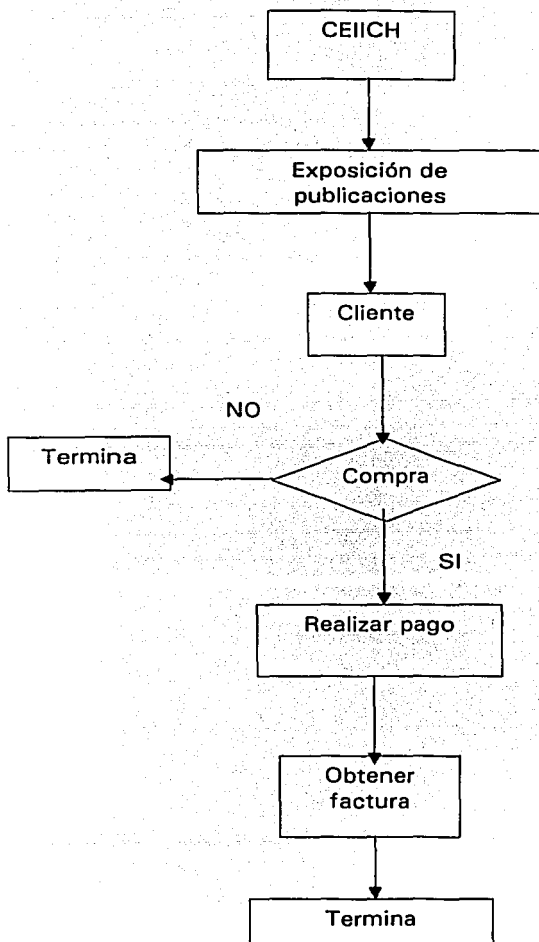 CEIICH
Exposición de
publicaciones
Cliente
NO
Termina
Compra
SI
Realizar pago
Obtener
factura
Termina